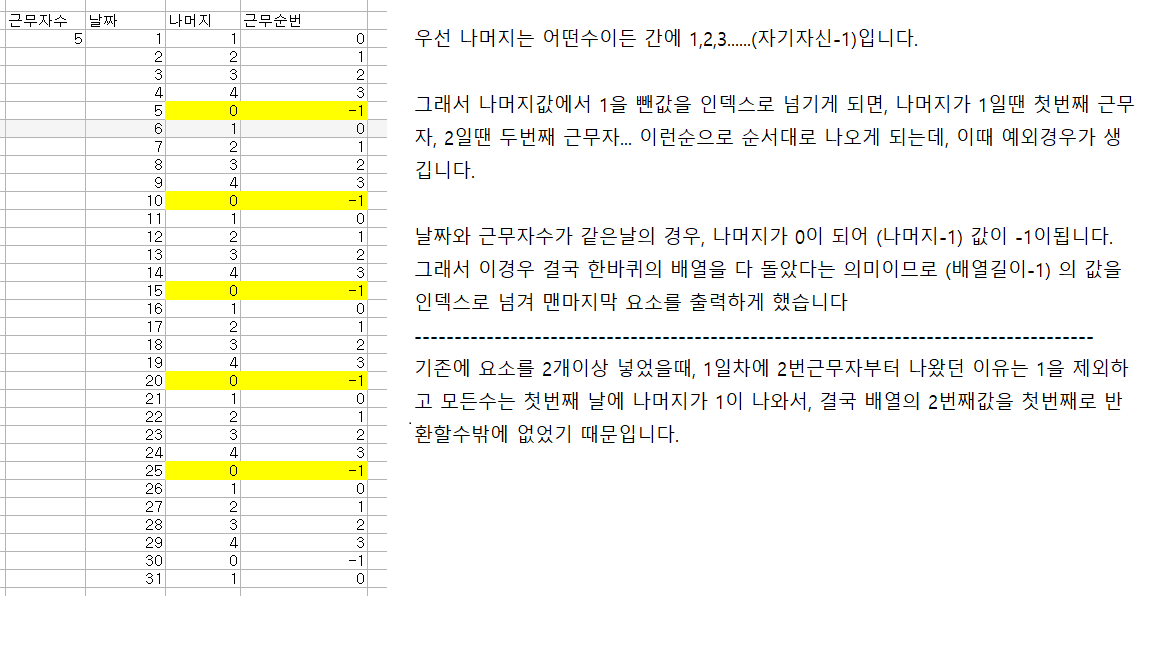 근무자수 날짜 나머지 근무순번
5 1 1 0
2 2 1
3 3 2
4 4 3
5 0 -1
6 1 0
7 2 1
8 3 2
9 4 3
10 0 -1
11 1 0
12 2 1
13 3 2
14 4 3
15 0 -1
16 1 0
17 2 1
18 3 2
19 4 3
20 0 -1
21 1 0
22 2 1
23 3 2
24 4 3
25 0 -1
26 1 0
27 2 1
28 3 2
29 4 3
30 0 -1
31 1 0
우선 나머지는 어떤수이든 간에 1,2,3......(자기자신-1)입니다.
그래서 나머지값에서 1을 뺀값을 인덱스로 넘기게 되면, 나머지가 1일땐 첫번째 근무
자, 2일땐 두번째 근무자... 이런순으로 순서대로 나오게 되는데, 이때 예외경우가 생
깁니다.
날짜와 근무자수가 같은날의 경우, 나머지가 0이 되어 (나머지-1) 값이 -1이됩니다.
그래서 이경우 결국 한바퀴의 배열을 다 돌았다는 의미이므로 (배열길이-1) 의 값을
인덱스로 넘겨 맨마지막 요소를 출력하게 했습니다
-------------------------------------------------------------------------------------
기존에 요소를 2개이상 넣었을때, 1일차에 2번근무자부터 나왔던 이유는 1을 제외하
고 모든수는 첫번째 날에 나머지가 1이 나와서, 결국 배열의 2번째값을 첫번째로 반
환할수밖에 없었기 때문입니다.